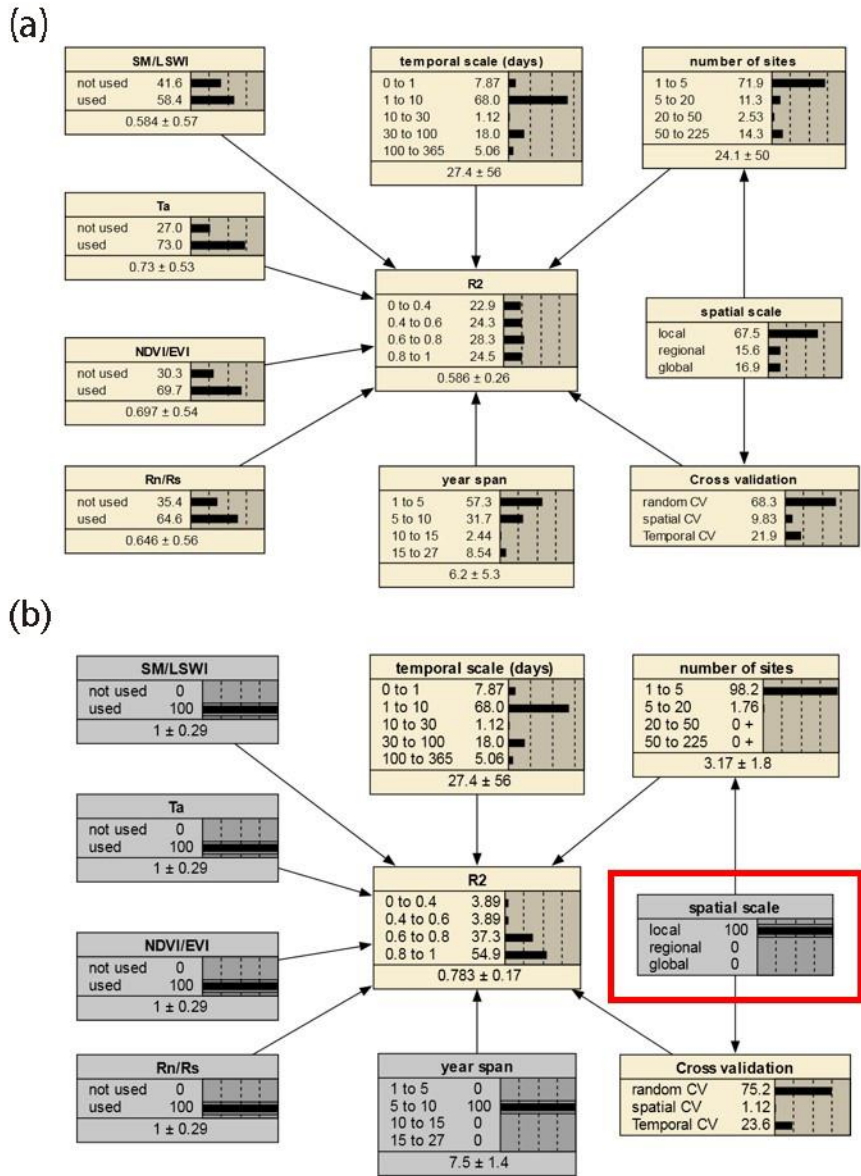 (a)
SM/LSWI
not used 41.6
used 58.4
0.584 ± 0.57
temporal scale (days)
0 to 1 7.87
1 to 10 68.0
10 to 30 1.12
30 to 100 18.0
100 to 365 5.06
27.4 ± 56
number of sites
1 to 5 71.9
5 to 20 11.3
20 to 50 2.53
50 to 225 14.3
24.1 ± 50
Ta
not used 27.0
used 73.0
0.73 ± 0.53
R2
0 to 0.4 22.9
0.4 to 0.6 24.3
0.6 to 0.8 28.3
0.8 to 1 24.5
0.586 ± 0.26
spatial scale
local 67.5
regional 15.6
global 16.9
NDVI/EVI
not used 30.3
used 69.7
0.697 ± 0.54
Rn/Rs
not used 35.4
used 64.6
0.646 ± 0.56
year span
1 to 5 57.3
5 to 10 31.7
10 to 15 2.44
15 to 27 8.54
6.2 ± 5.3
Cross validation
random CV 68.3
spatial CV 9.83
Temporal CV 21.9
(b)
SM/LSWI
not used 0
used 100
1 ± 0.29
temporal scale (days)
0 to 1 7.87
1 to 10 68.0
10 to 30 1.12
30 to 100 18.0
100 to 365 5.06
27.4 ± 56
number of sites
1 to 5 98.2
5 to 20 1.76
20 to 50 0 +
50 to 225 0 +
3.17 ± 1.8
Ta
not used 0
used 100
1 ± 0.29
R2
0 to 0.4 3.89
0.4 to 0.6 3.89
0.6 to 0.8 37.3
0.8 to 1 54.9
0.783 ± 0.17
spatial scale
local 100
regional 0
global 0
NDVI/EVI
not used 0
used 100
1 ± 0.29
Rn/Rs
not used 0
used 100
1 ± 0.29
year span
1 to 5 0
5 to 10 100
10 to 15 0
15 to 27 0
7.5 ± 1.4
Cross validation
random CV 75.2
spatial CV 1.12
Temporal CV 23.6